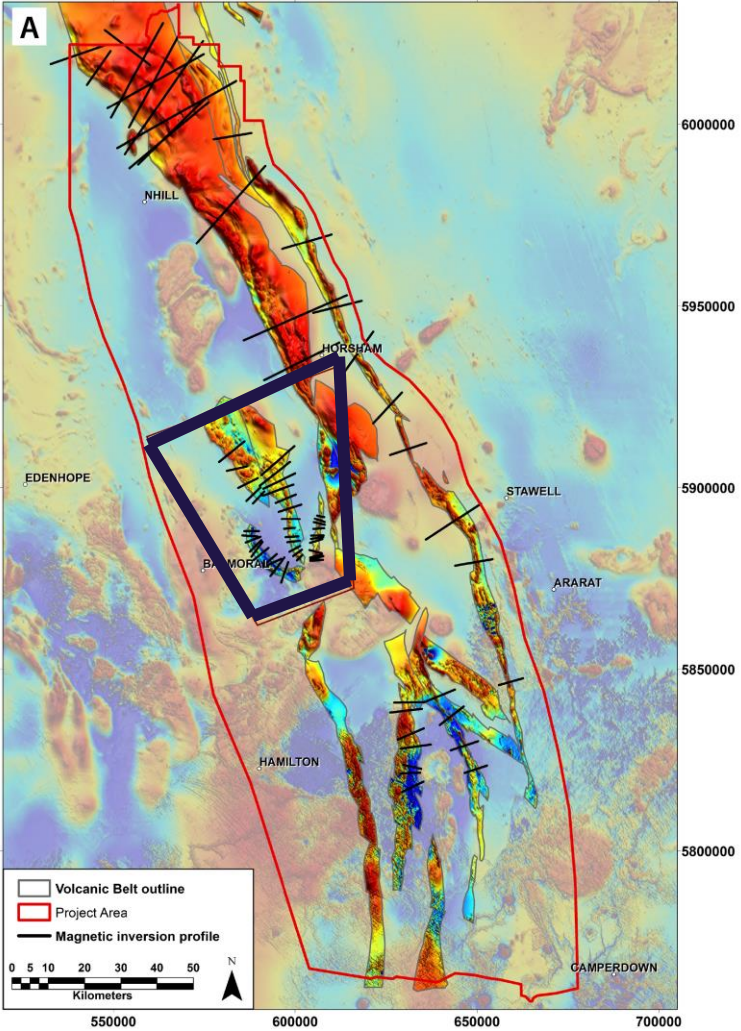 A
6000000
NHILL
5950000
HORSHAM
EDENHOPE
5900000
STAWELL
BALMORAL
ARARAT
5850000
HAMILTON
5800000
Volcanic Belt outline
Project Area
Magnetic inversion profile
N
0 5 10 20 30 40 50
Kilometers
CAMPERDOWN
550000 600000 650000 700000